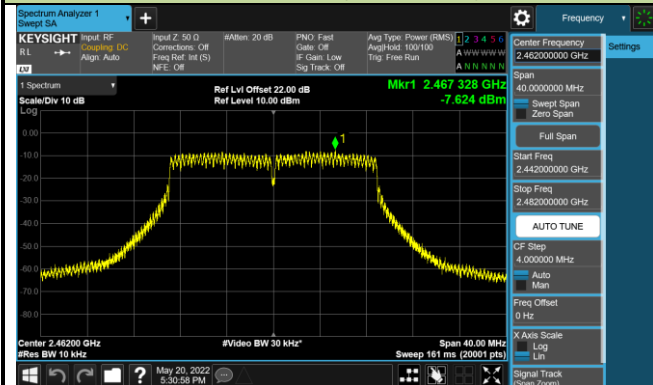 Spectrum Analyzer 1
Swept SA
+
Frequency
KEYSIGHT
RL
LXI
Input: RF
Coupling: DC
Align: Auto
Input Z: 50 Ω
Corrections: Off
Freq Ref: Int (S)
NFE: Off
#Atten: 20 dB
PNO: Fast
Gate: Off
IF Gain: Low
Sig Track: Off
Avg Type: Power (RMS)
Avg|Hold: 100/100
Trig: Free Run
1 2 3 4 5 6
A W W W W W
A N N N N N
Center Frequency
2.462000000 GHz
Settings
1 Spectrum
Scale/Div 10 dB
Log
Ref Lvl Offset 22.00 dB
Ref Level 10.00 dBm
Mkr1 2.467 328 GHz
-7.624 dBm
Span
40.0000000 MHz
Swept Span
Zero Span
Full Span
Start Freq
2.442000000 GHz
Stop Freq
2.482000000 GHz
AUTO TUNE
CF Step
4.000000 MHz
Auto
Man
Freq Offset
0 Hz
X Axis Scale
Log
Lin
Signal Track
(Span Zoom)
0.00
-10.0
-20.0
-30.0
-40.0
-50.0
-60.0
-70.0
-80.0
1
Center 2.46200 GHz
#Res BW 10 kHz
#Video BW 30 kHz*
Span 40.00 MHz
Sweep 161 ms (20001 pts)
?
May 20, 2022
5:30:58 PM